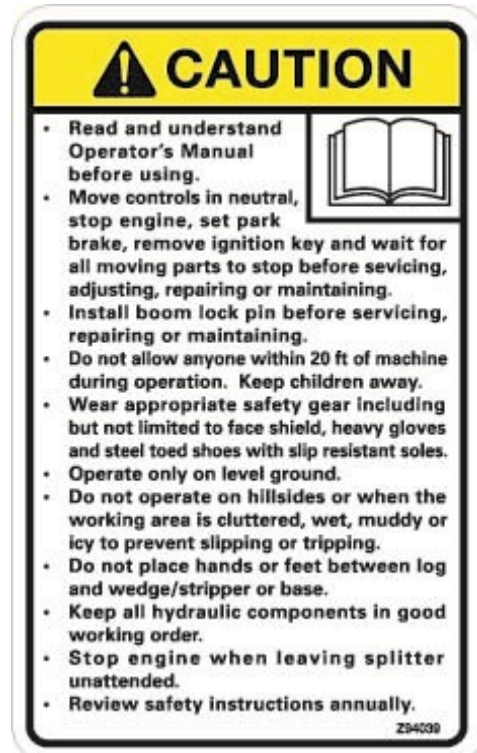 CAUTION
• Read and understand
Operator's Manual
before using.
• Move controls in neutral,
stop engine, set park
brake, remove ignition key and wait for
all moving parts to stop before sevicing,
adjusting, repairing or maintaining.
• Install boom lock pin before servicing,
repairing or maintaining.
• Do not allow anyone within 20 ft of machine
during operation. Keep children away.
• Wear appropriate safety gear including
but not limited to face shield, heavy gloves
and steel toed shoes with slip resistant soles.
• Operate only on level ground.
• Do not operate on hillsides or when the
working area is cluttered, wet, muddy or
icy to prevent slipping or tripping.
• Do not place hands or feet between log
and wedge/stripper or base.
• Keep all hydraulic components in good
working order.
• Stop engine when leaving splitter
unattended.
• Review safety instructions annually.
Z94039